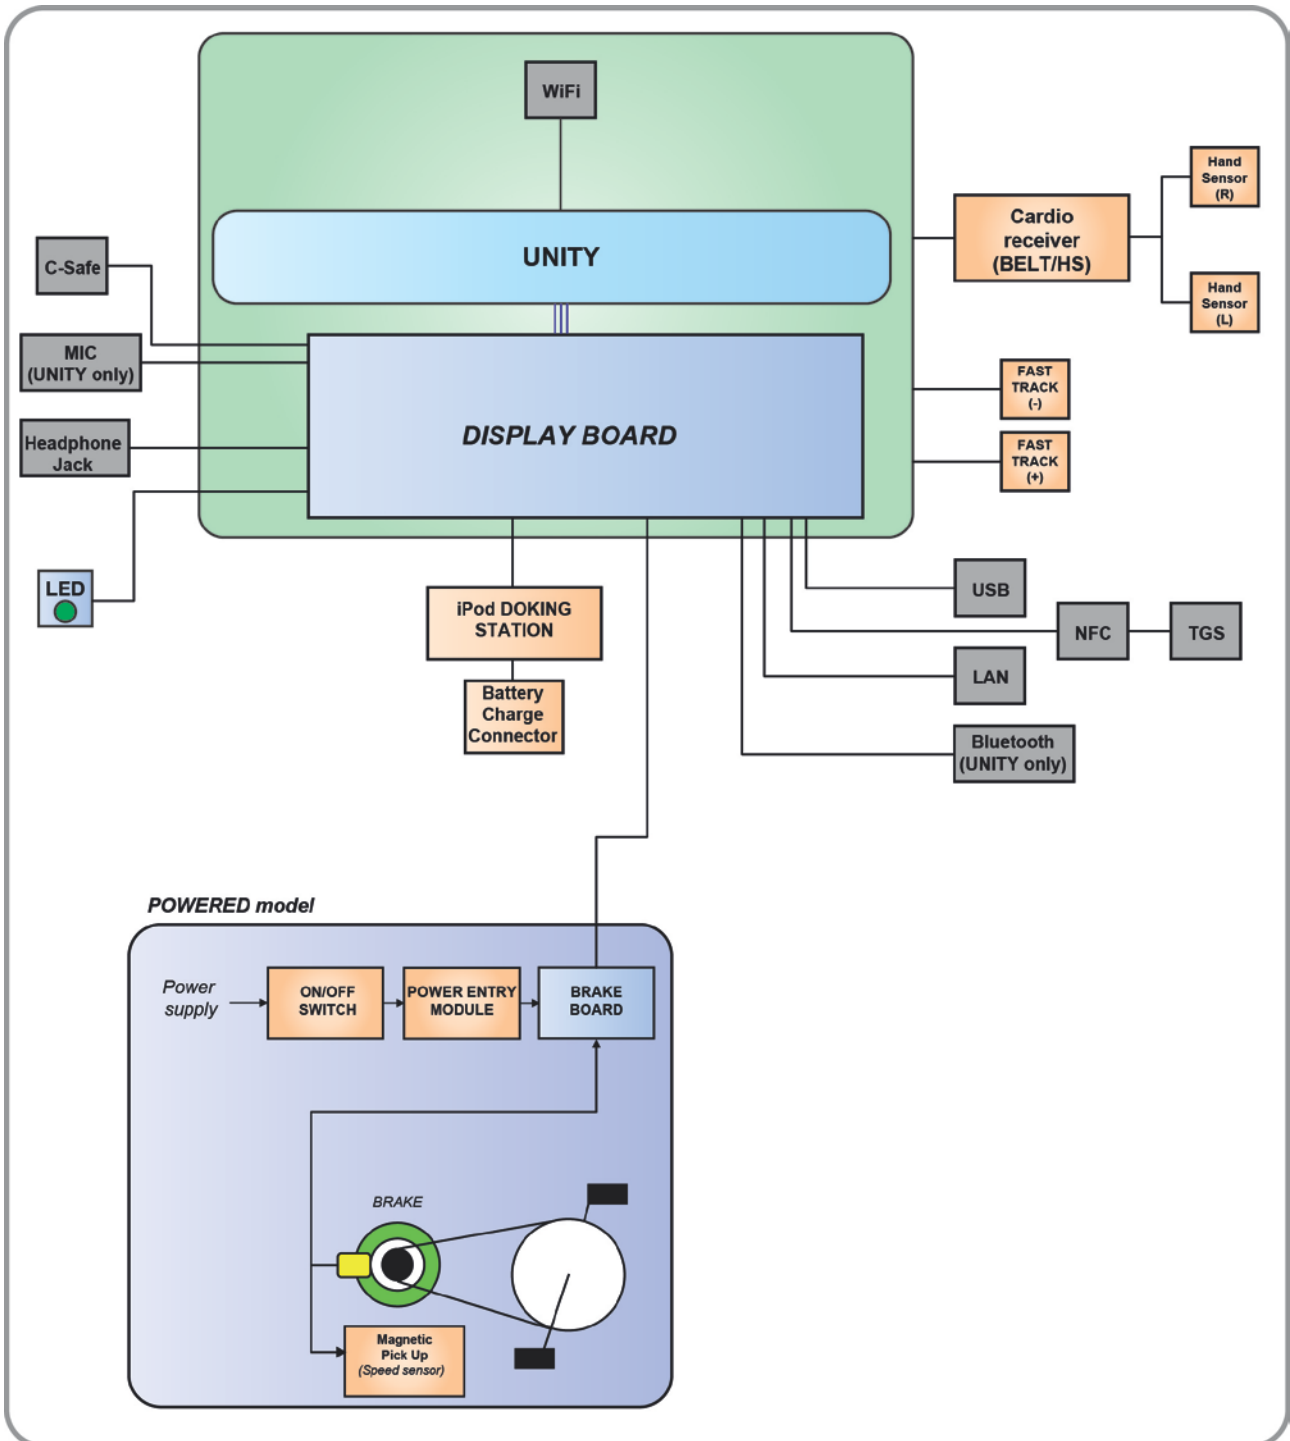 WiFi
UNITY
C-Safe
MIC
(UNITY only)
Headphone
Jack
LED
DISPLAY BOARD
Cardio
receiver
(BELT/HS)
Hand
Sensor
(R)
Hand
Sensor
(L)
FAST
TRACK
(-)
FAST
TRACK
(+)
iPod DOKING
STATION
Battery
Charge
Connector
USB
NFC
TGS
LAN
Bluetooth
(UNITY only)
POWERED model
Power
supply
ON/OFF
SWITCH
POWER ENTRY
MODULE
BRAKE
BOARD
BRAKE
Magnetic
Pick Up
(Speed sensor)